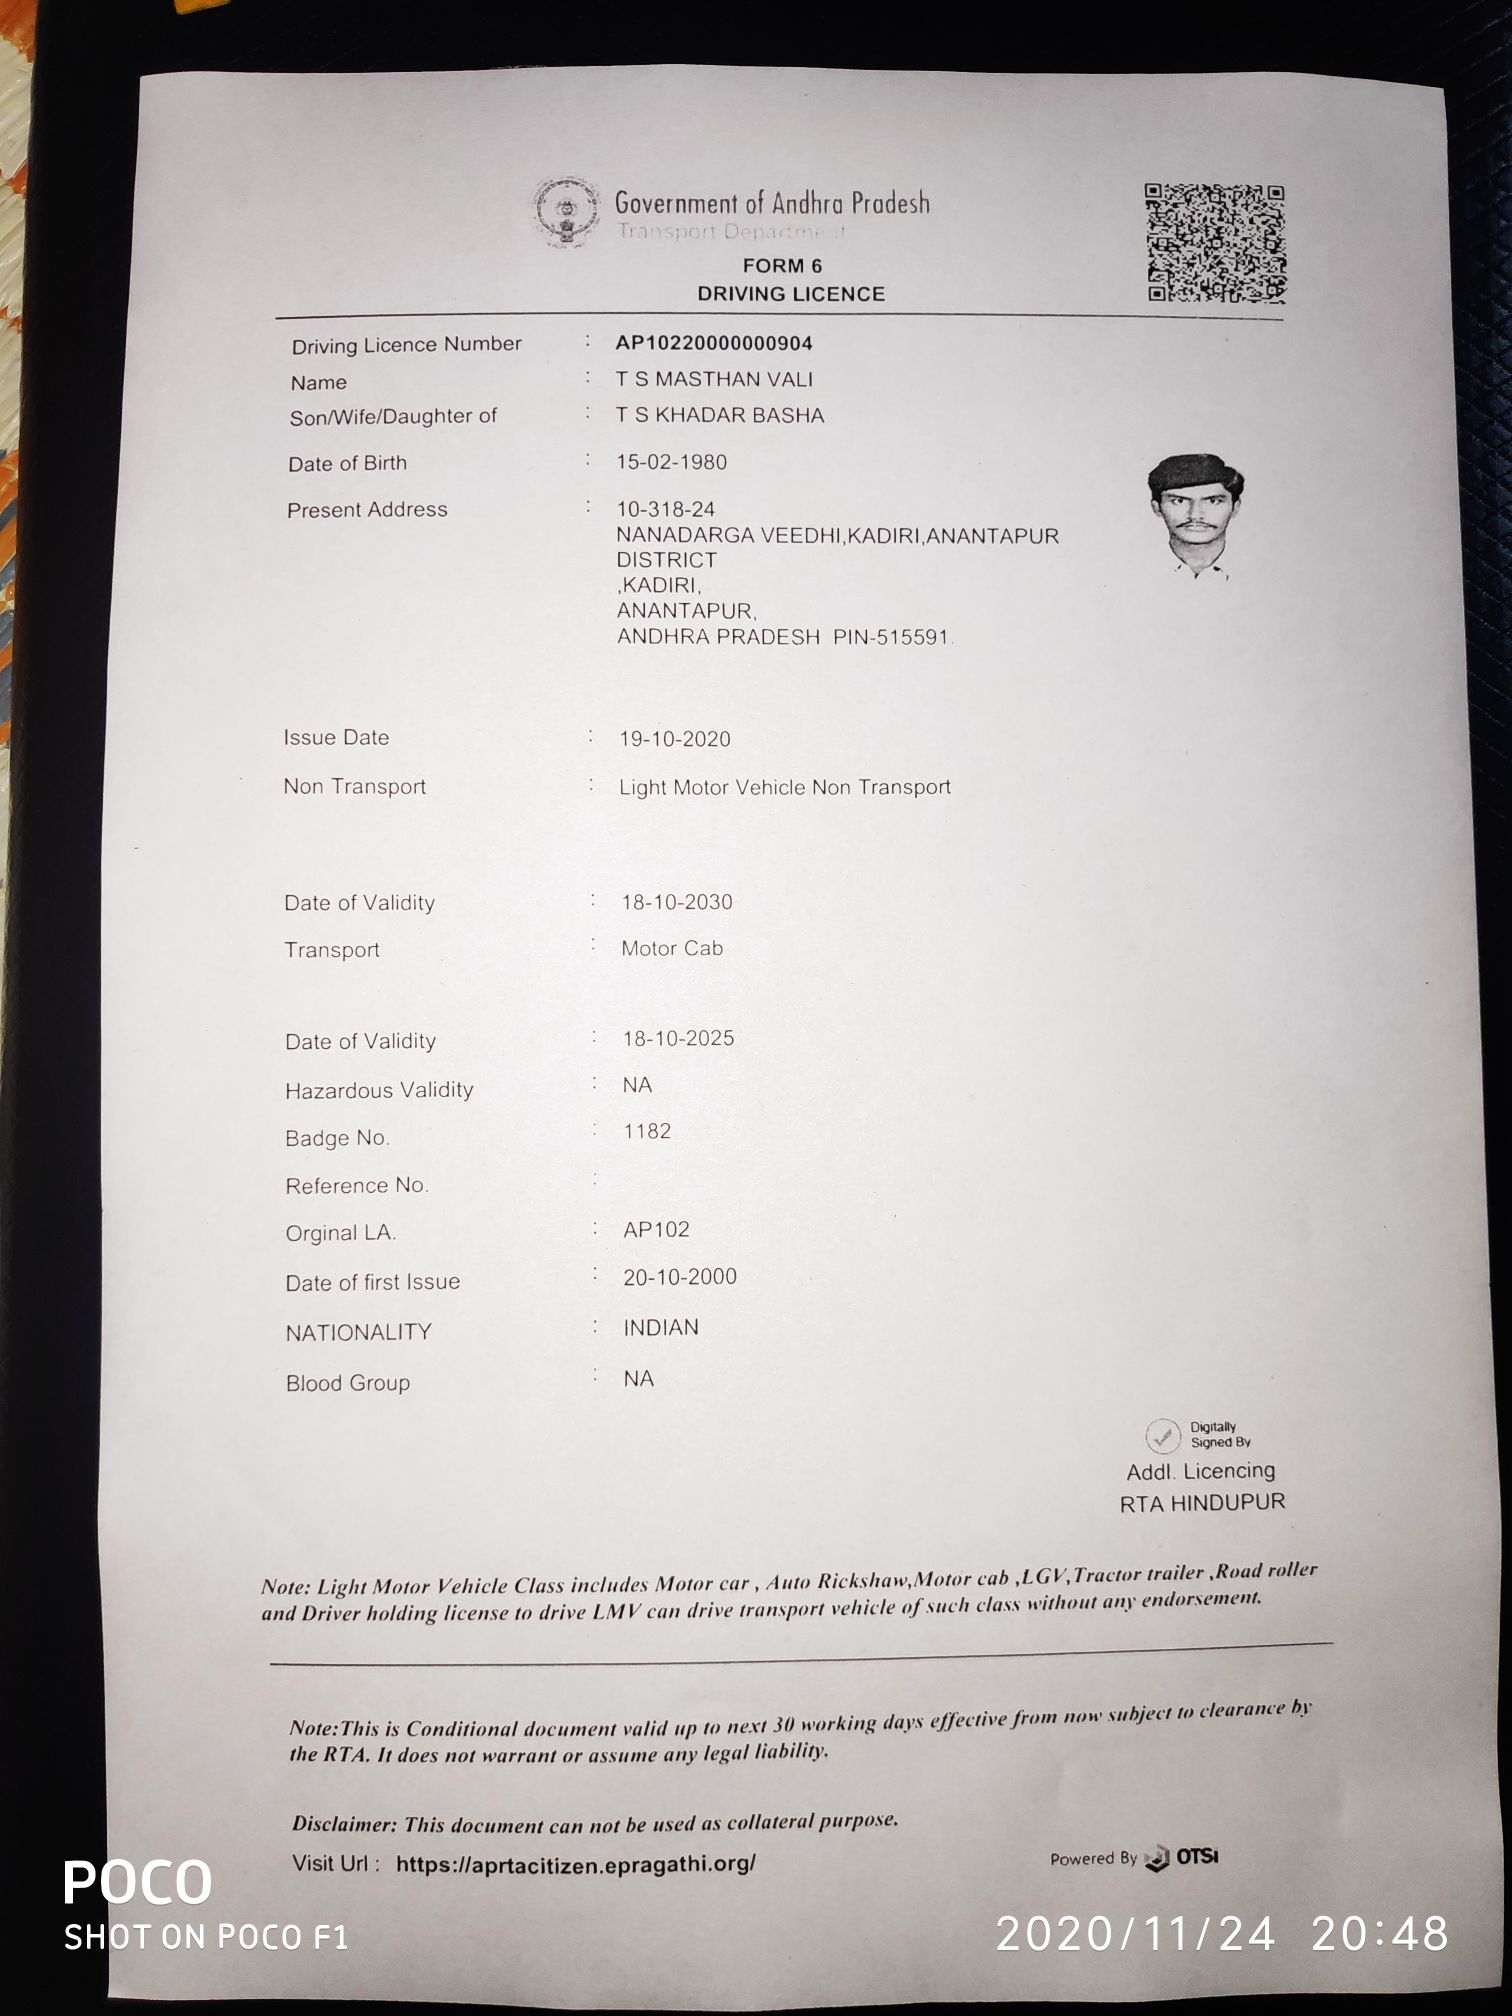 Government of Andhra Pradesh
Transport Department
FORM 6
DRIVING LICENCE
Driving Licence Number : AP10220000000904
Name : T S MASTHAN VALI
Son/Wife/Daughter of : T S KHADAR BASHA
Date of Birth : 15-02-1980
Present Address : 10-318-24
NANADARGA VEEDHI,KADIRI,ANANTAPUR
DISTRICT
,KADIRI,
ANANTAPUR,
ANDHRA PRADESH PIN-515591.
Issue Date : 19-10-2020
Non Transport : Light Motor Vehicle Non Transport
Date of Validity : 18-10-2030
Transport : Motor Cab
Date of Validity : 18-10-2025
Hazardous Validity : NA
Badge No. : 1182
Reference No. :
Orginal LA. : AP102
Date of first Issue : 20-10-2000
NATIONALITY : INDIAN
Blood Group : NA
Digitally
Signed By
Addl. Licencing
RTA HINDUPUR
Note: Light Motor Vehicle Class includes Motor car , Auto Rickshaw,Motor cab ,LGV,Tractor trailer ,Road roller
and Driver holding license to drive LMV can drive transport vehicle of such class without any endorsement.
Note:This is Conditional document valid up to next 30 working days effective from now subject to clearance by
the RTA. It does not warrant or assume any legal liability.
Disclaimer: This document can not be used as collateral purpose.
Visit Url : https://aprtacitizen.epragathi.org/
Powered By OTSi
POCO
SHOT ON POCO F1
2020/11/24 20:48